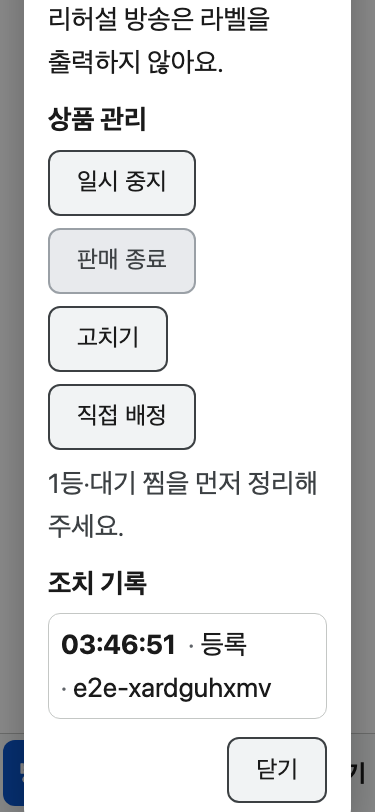 리허설 방송은 라벨을
출력하지 않아요.
상품 관리
일시 중지
판매 종료
고치기
직접 배정
1등·대기 찜을 먼저 정리해
주세요.
조치 기록
03:46:51 · 등록
· e2e-xardguhxmv
닫기
기